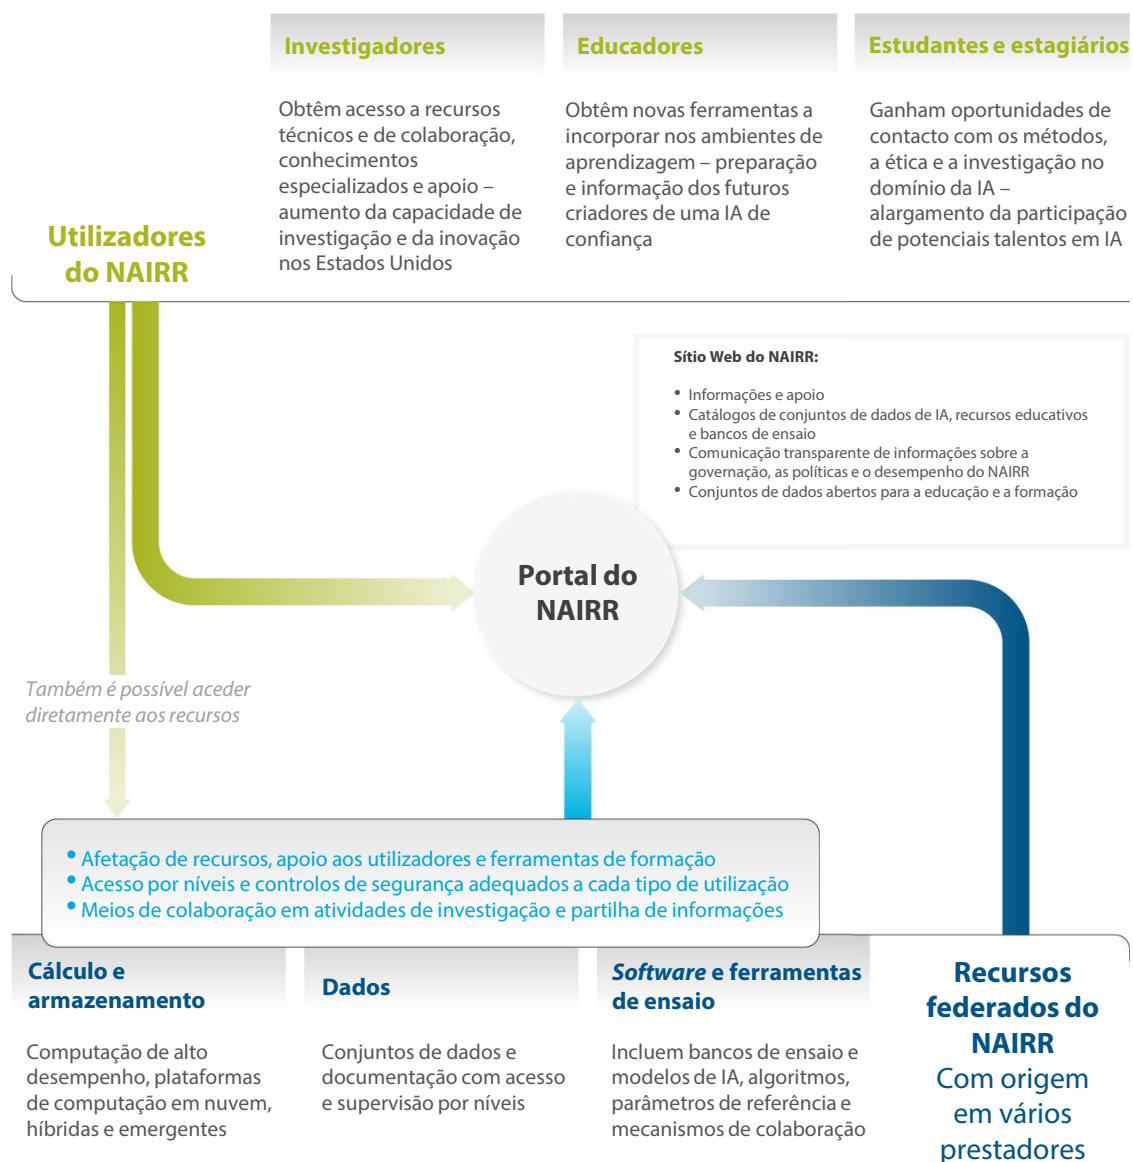 Investigadores
Obtêm acesso a recursos
técnicos e de colaboração,
conhecimentos
especializados e apoio –
aumento da capacidade de
investigação e da inovação
nos Estados Unidos
Educadores
Obtêm novas ferramentas a
incorporar nos ambientes de
aprendizagem – preparação
e informação dos futuros
criadores de uma IA de
confiança
Estudantes e estagiários
Ganham oportunidades de
contacto com os métodos,
a ética e a investigação no
domínio da IA –
alargamento da participação
de potenciais talentos em IA
Utilizadores
do NAIRR
Sítio Web do NAIRR:
• Informações e apoio
• Catálogos de conjuntos de dados de IA, recursos educativos
e bancos de ensaio
• Comunicação transparente de informações sobre a
governação, as políticas e o desempenho do NAIRR
• Conjuntos de dados abertos para a educação e a formação
Portal do
NAIRR
Também é possível aceder
diretamente aos recursos
• Afetação de recursos, apoio aos utilizadores e ferramentas de formação
• Acesso por níveis e controlos de segurança adequados a cada tipo de utilização
• Meios de colaboração em atividades de investigação e partilha de informações
Cálculo e
armazenamento
Computação de alto
desempenho, plataformas
de computação em nuvem,
híbridas e emergentes
Dados
Conjuntos de dados e
documentação com acesso
e supervisão por níveis
Software e ferramentas
de ensaio
Incluem bancos de ensaio e
modelos de IA, algoritmos,
parâmetros de referência e
mecanismos de colaboração
Recursos
federados do
NAIRR
Com origem
em vários
prestadores